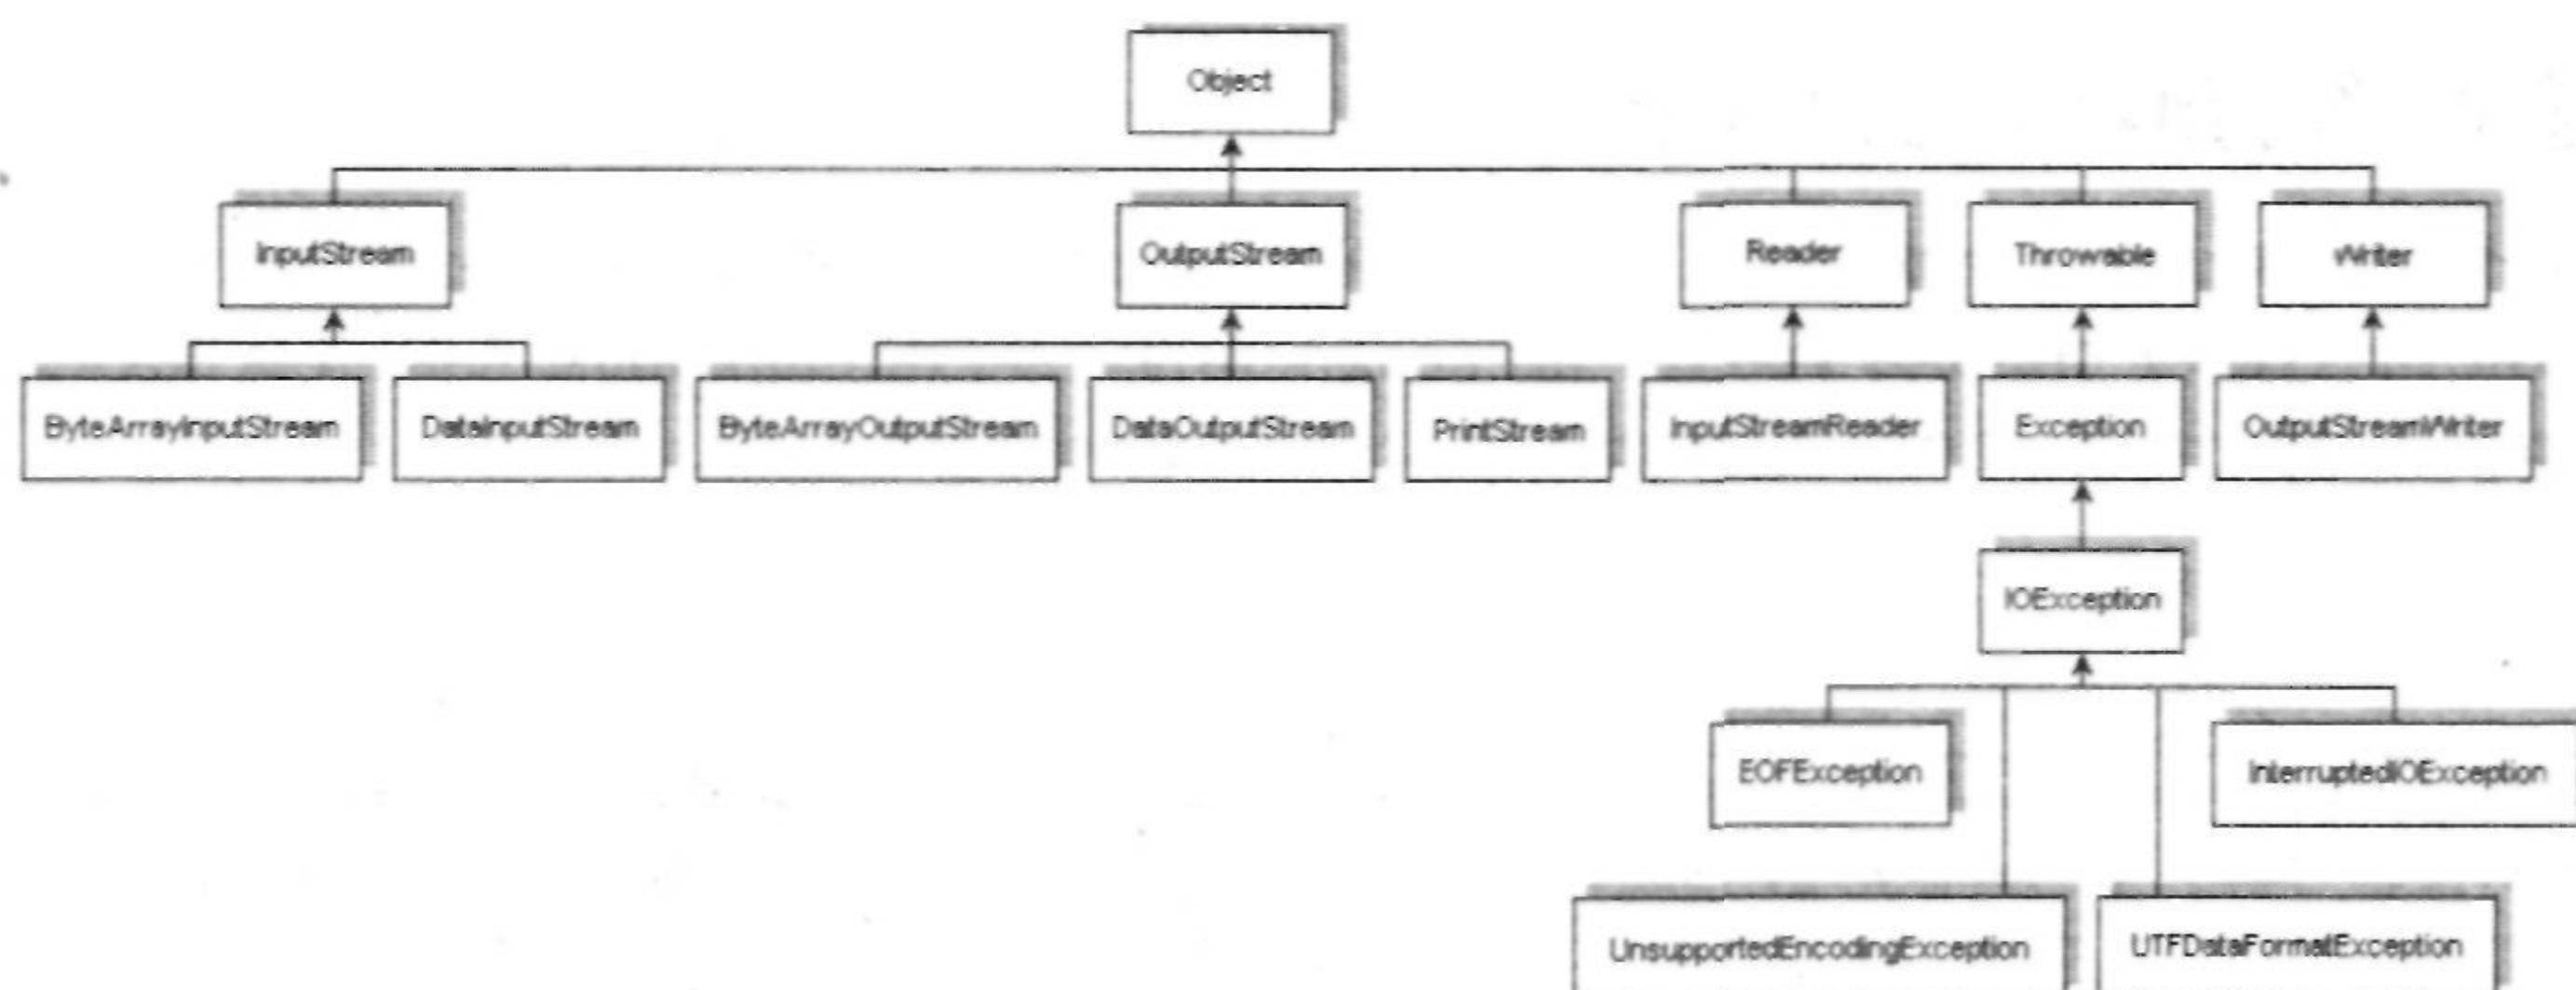 Object
InputStream
OutputStream
Reader
Throwable
Writer
ByteArrayInputStream
DataInputStream
ByteArrayOutputStream
DataOutputStream
PrintStream
InputStreamReader
Exception
OutputStreamWriter
IOException
EOFException
InterruptedIOException
UnsupportedEncodingException
UTFDataFormatException